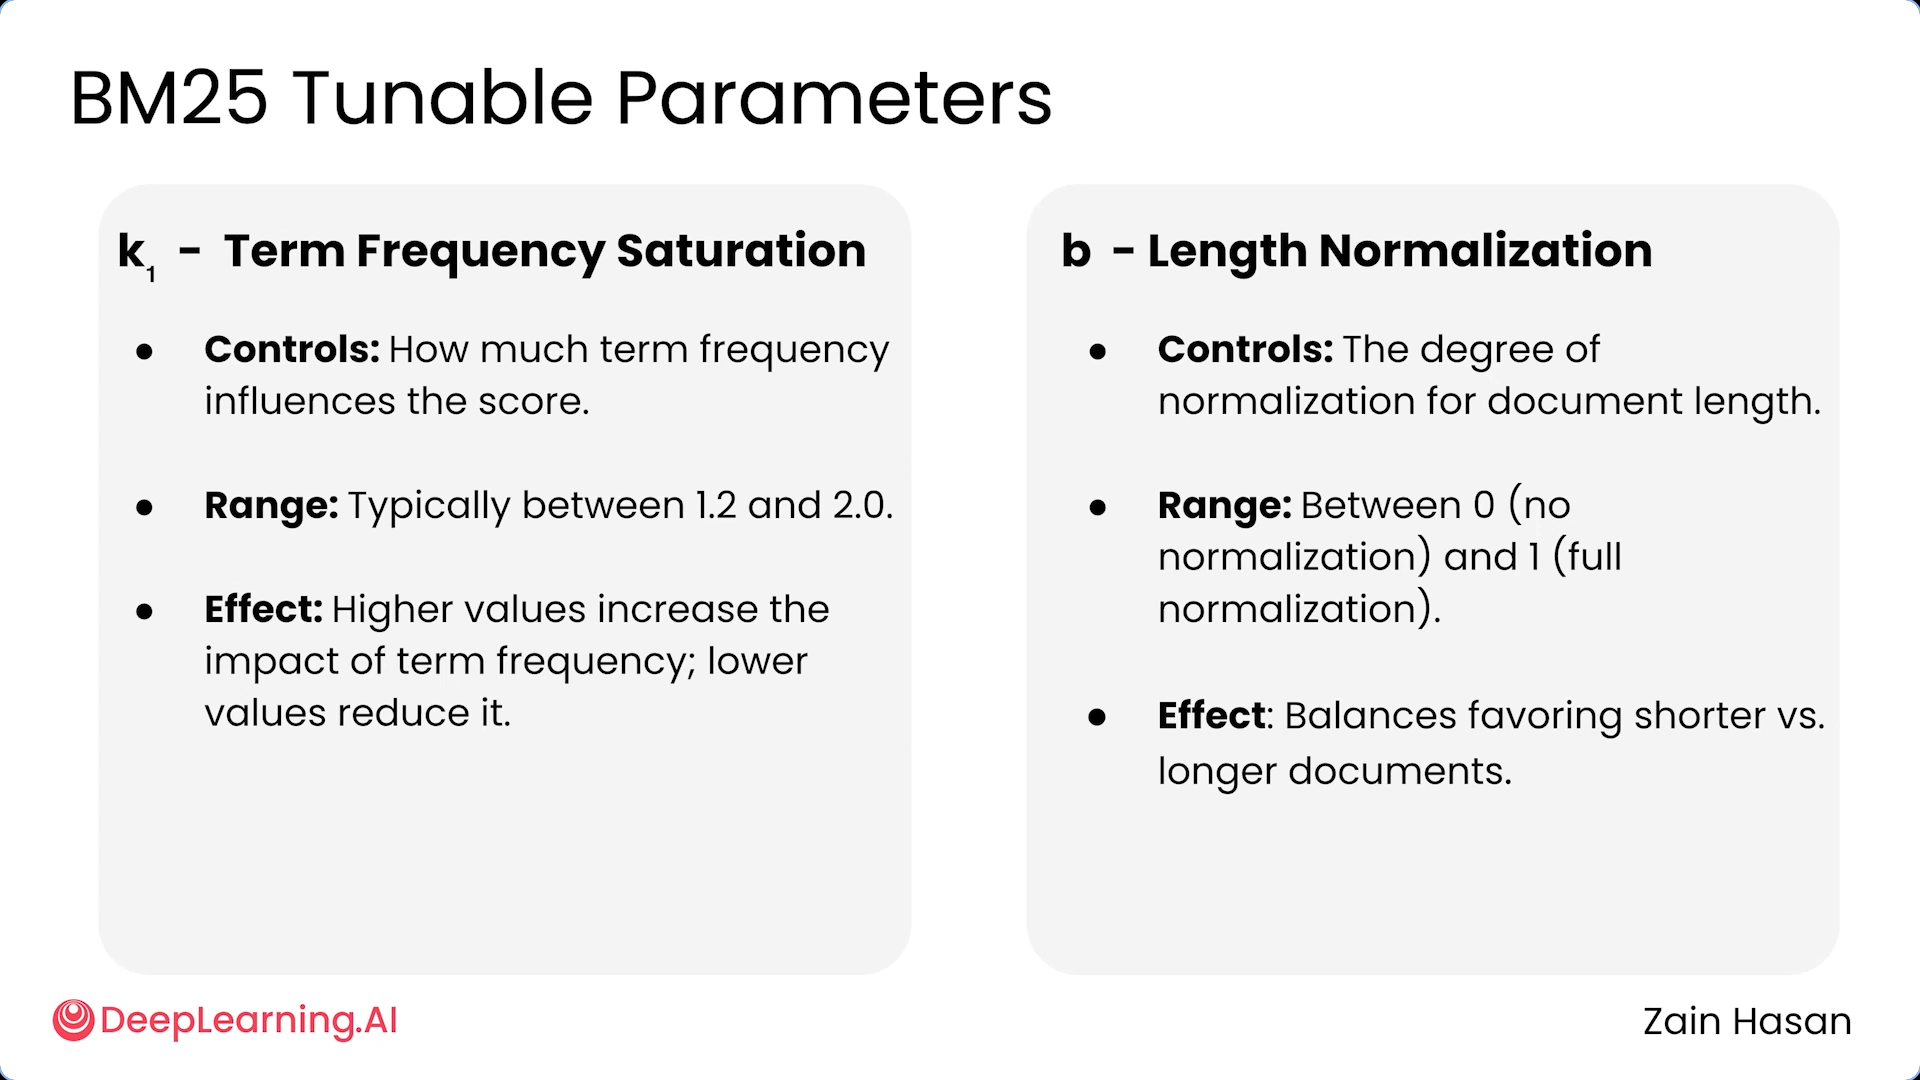 BM25 Tunable Parameters
k₁ - Term Frequency Saturation
● Controls: How much term frequency
influences the score.
● Range: Typically between 1.2 and 2.0.
● Effect: Higher values increase the
impact of term frequency; lower
values reduce it.
b - Length Normalization
● Controls: The degree of
normalization for document length.
● Range: Between 0 (no
normalization) and 1 (full
normalization).
● Effect: Balances favoring shorter vs.
longer documents.
DeepLearning.AI
Zain Hasan